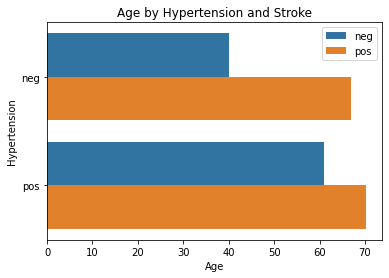 Age by Hypertension and Stroke
neg
pos
Hypertension
neg
pos
0 10 20 30 40 50 60 70
Age